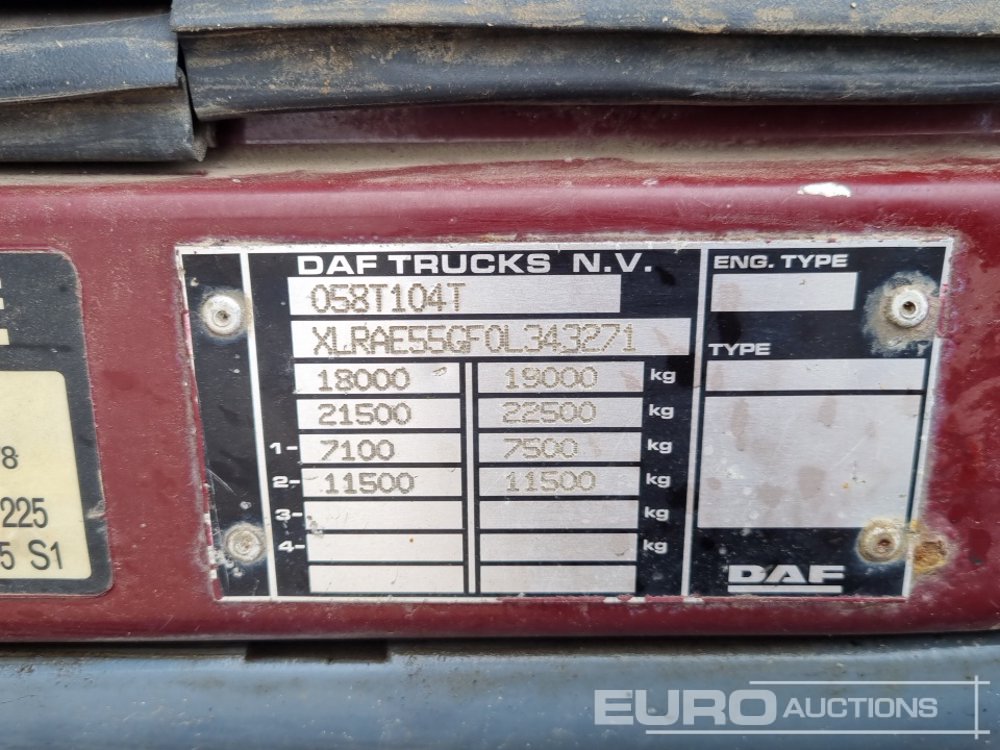 E
8
225
5 S1
DAF TRUCKS N.V.
058T104T
XLRAE55GF0L343271
18000 19000 kg
21500 22500 kg
1- 7100 7500 kg
2- 11500 11500 kg
3- kg
4- kg
ENG. TYPE
TYPE
DAF
EURO AUCTIONS